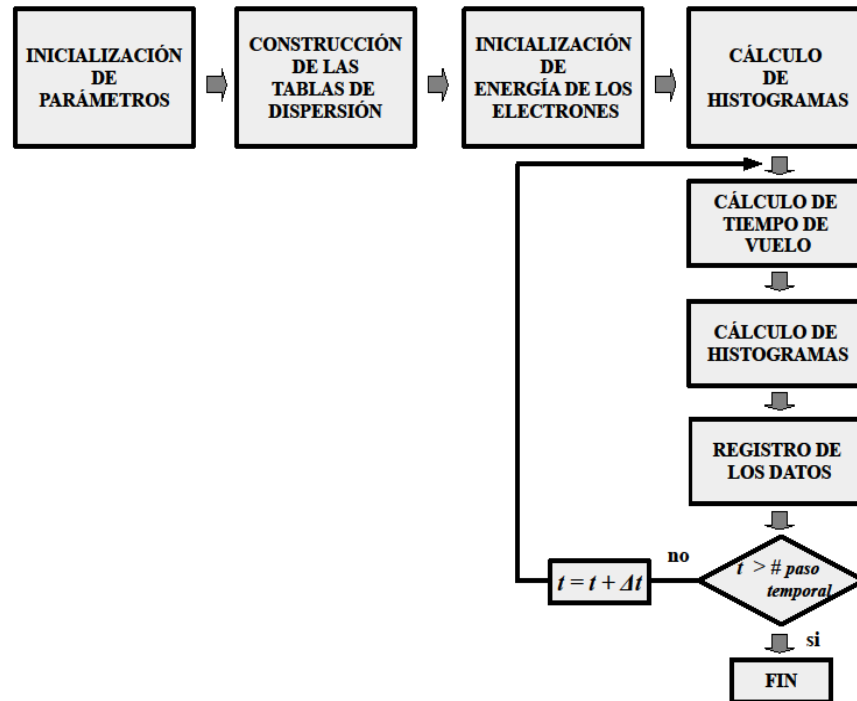 INICIALIZACIÓN
DE
PARÁMETROS
CONSTRUCCIÓN
DE LAS
TABLAS DE
DISPERSIÓN
INICIALIZACIÓN
DE
ENERGÍA DE LOS
ELECTRONES
CÁLCULO
DE
HISTOGRAMAS
CÁLCULO DE
TIEMPO DE
VUELO
CÁLCULO DE
HISTOGRAMAS
REGISTRO DE
LOS DATOS
t > # paso
temporal
no
t = t + Δt
si
FIN